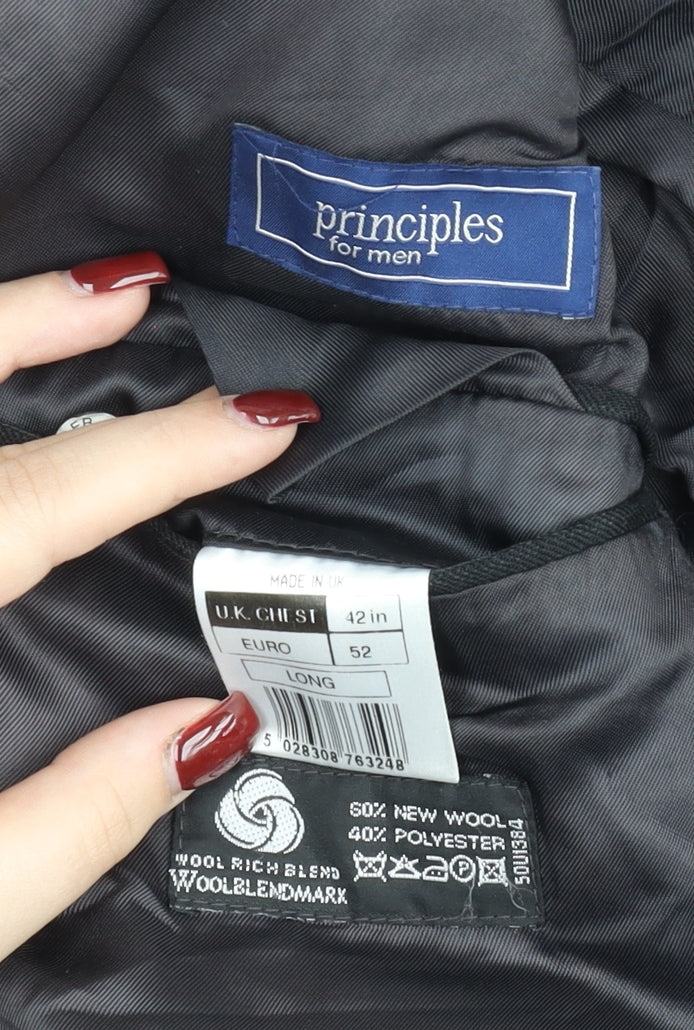 principles
for men
MADE IN UK
U.K. CHEST 42 in
EURO 52
LONG
5 028308 763248
60% NEW WOOL
40% POLYESTER
50U1384
WOOL RICH BLEND
WOOLBLENDMARK